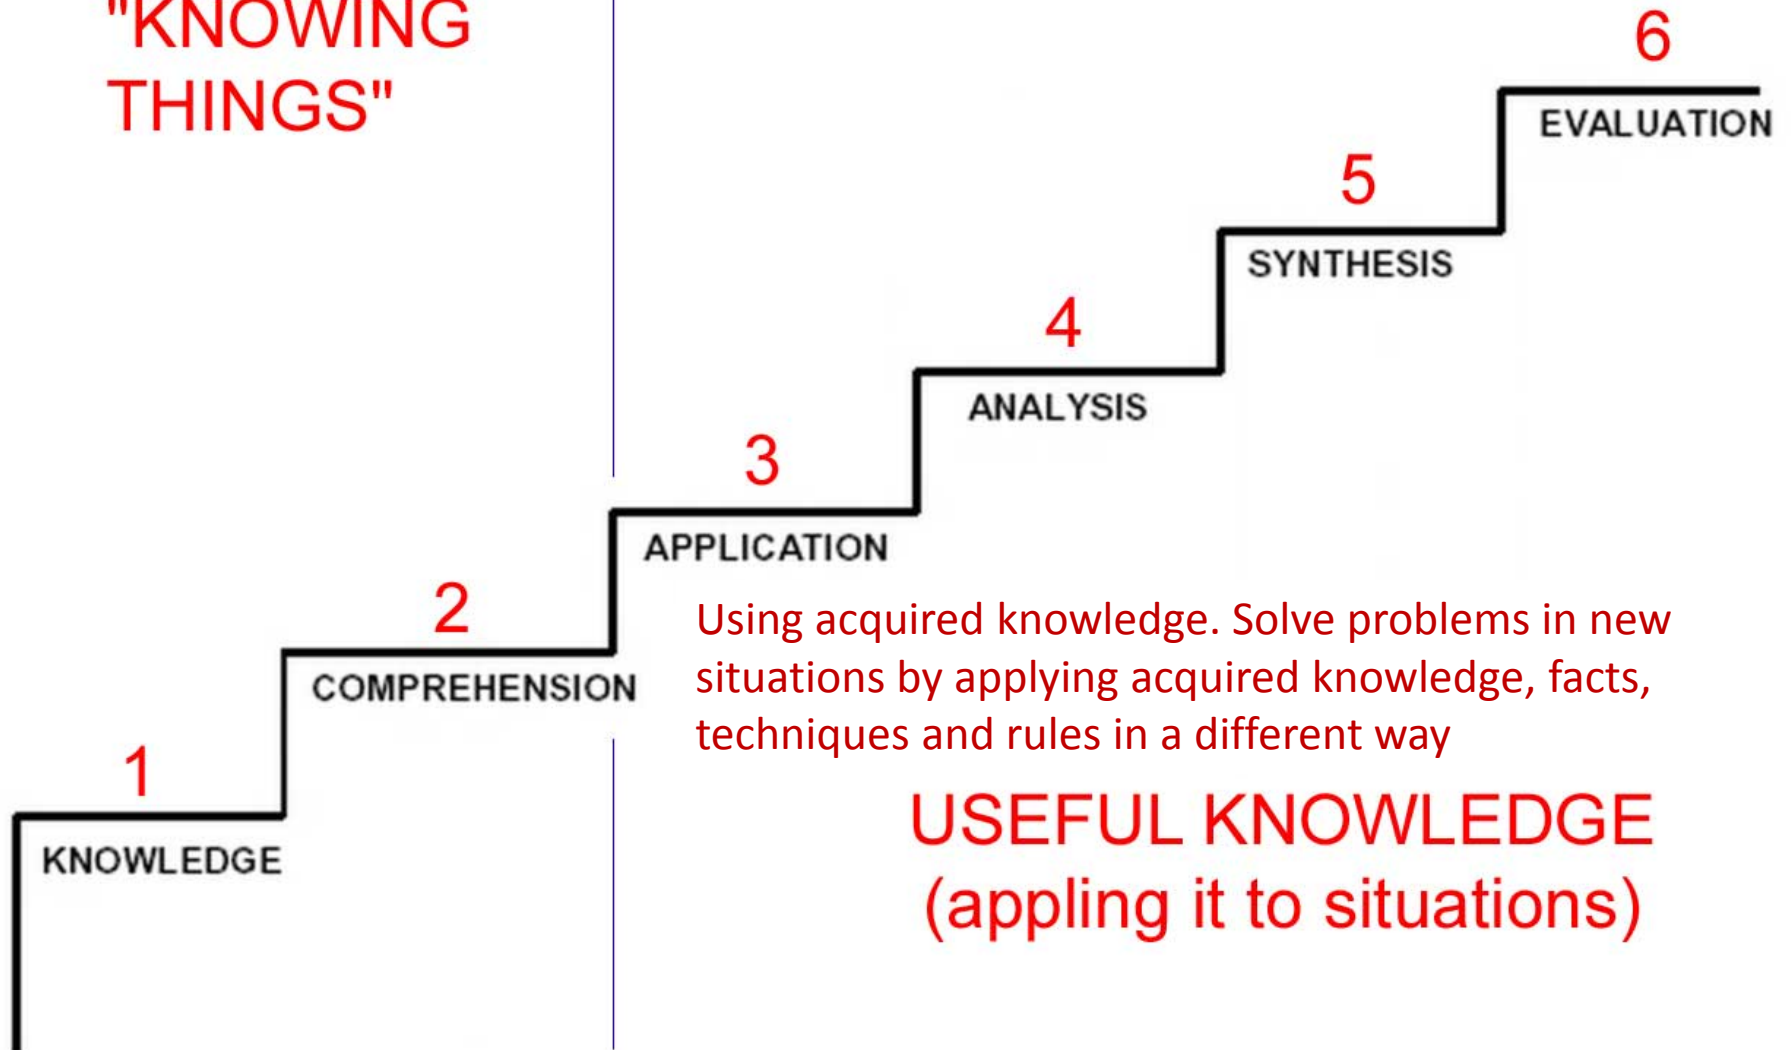 "KNOWING
THINGS"
6
EVALUATION
5
SYNTHESIS
4
ANALYSIS
3
APPLICATION
2
COMPREHENSION
Using acquired knowledge. Solve problems in new
situations by applying acquired knowledge, facts,
techniques and rules in a different way
1
KNOWLEDGE
USEFUL KNOWLEDGE
(appling it to situations)